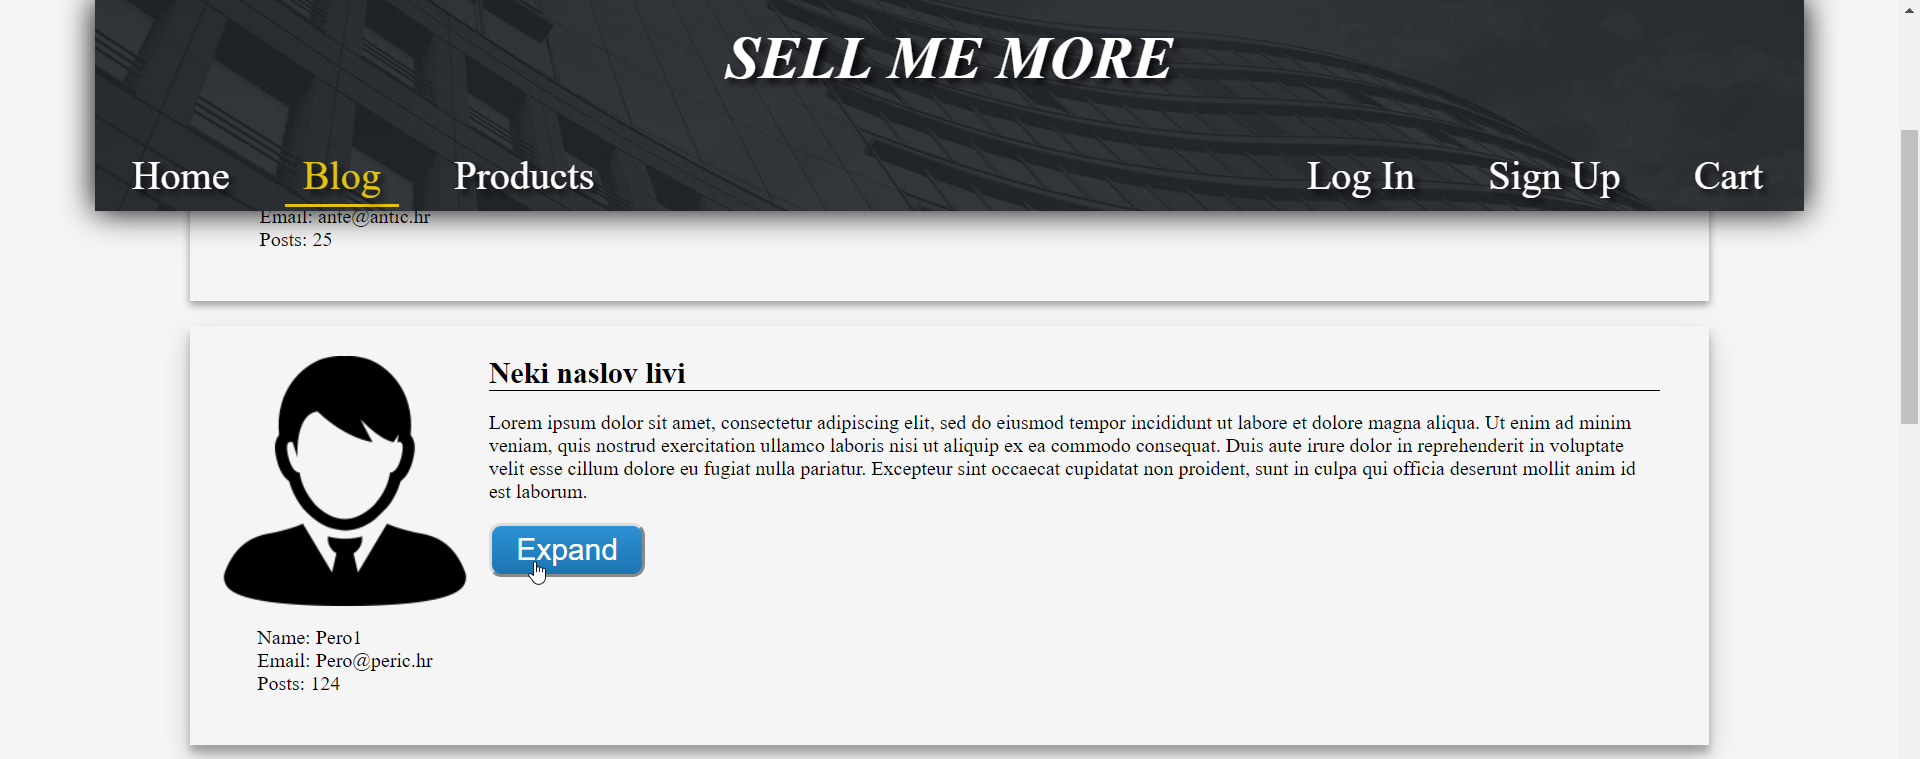 SELL ME MORE
Home Blog Products Log In Sign Up Cart
Email: ante@antic.hr
Posts: 25
Neki naslov livi
Lorem ipsum dolor sit amet, consectetur adipiscing elit, sed do eiusmod tempor incididunt ut labore et dolore magna aliqua. Ut enim ad minim
veniam, quis nostrud exercitation ullamco laboris nisi ut aliquip ex ea commodo consequat. Duis aute irure dolor in reprehenderit in voluptate
velit esse cillum dolore eu fugiat nulla pariatur. Excepteur sint occaecat cupidatat non proident, sunt in culpa qui officia deserunt mollit anim id
est laborum.
Expand
Name: Pero1
Email: Pero@peric.hr
Posts: 124